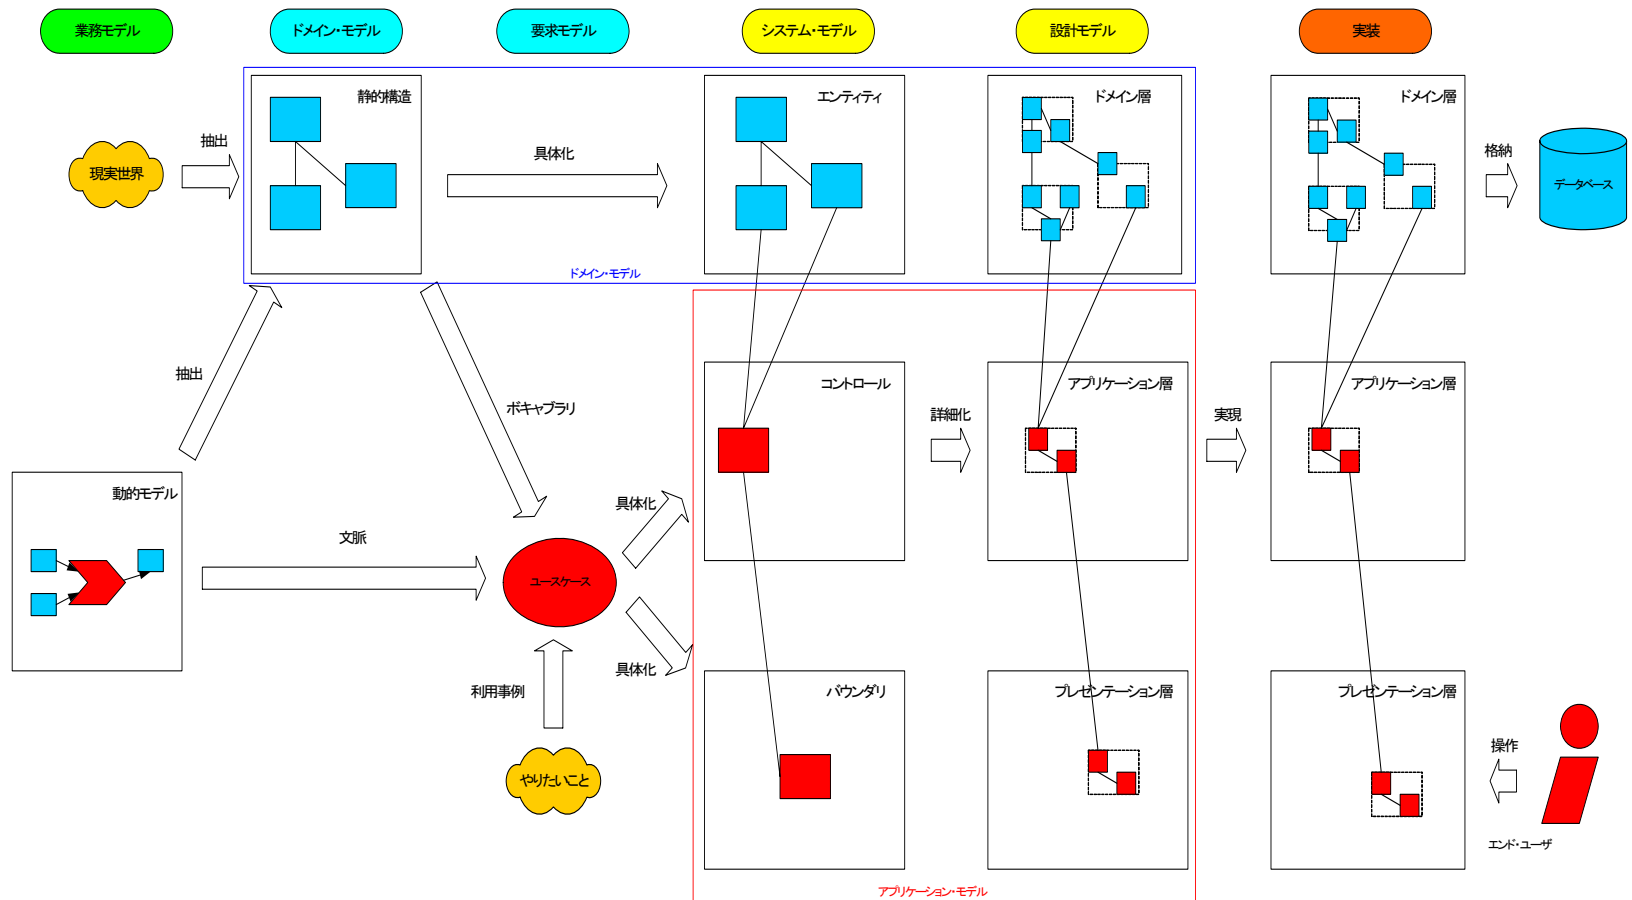 業務モデル
ドメイン・モデル
要求モデル
システム・モデル
設計モデル
実装
静的構造
エンティティ
ドメイン層
ドメイン層
抽出
現実世界
具体化
格納
データベース
ドメイン・モデル
抽出
ボキャブラリ
コントロール
アプリケーション層
アプリケーション層
詳細化
実現
動的モデル
文脈
具体化
ユースケース
具体化
利用事例
バウンダリ
プレゼンテーション層
プレゼンテーション層
やりたいこと
操作
エンド・ユーザ
アプリケーション・モデル